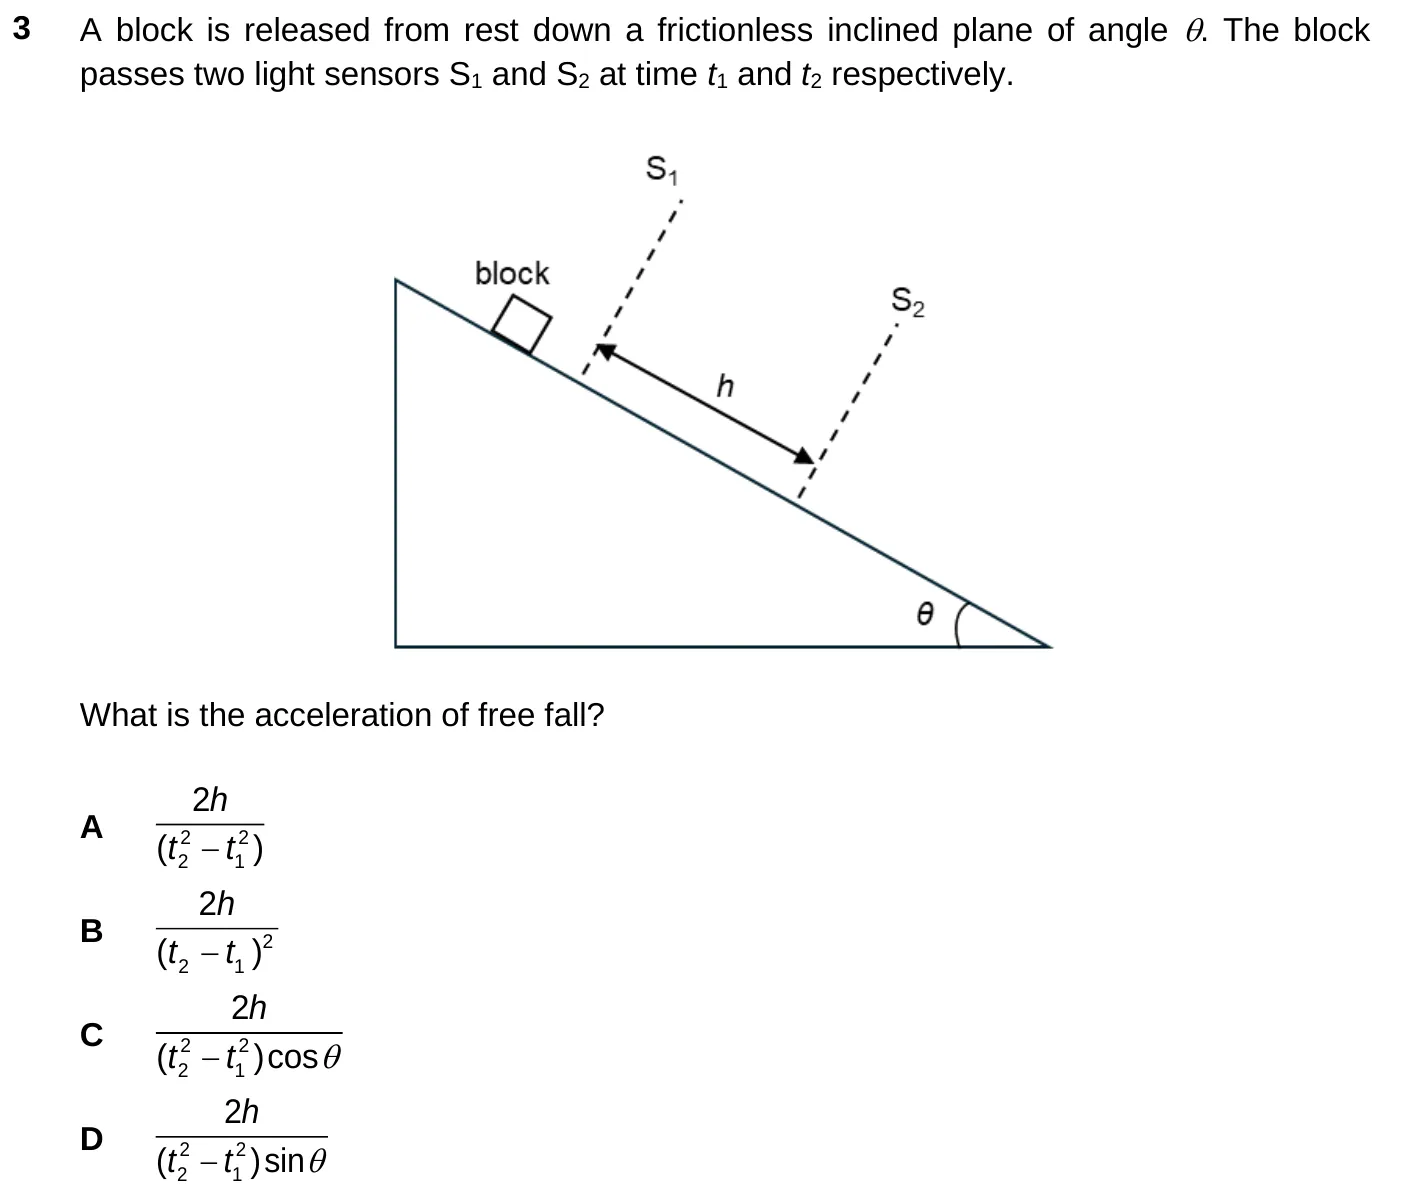 3 A block is released from rest down a frictionless inclined plane of angle θ. The block
passes two light sensors S₁ and S₂ at time t₁ and t₂ respectively.
S₁
block
S₂
h
θ
What is the acceleration of free fall?
A 2h / (t₂² – t₁²)
B 2h / (t₂ – t₁)²
C 2h / (t₂² – t₁²) cos θ
D 2h / (t₂² – t₁²) sin θ